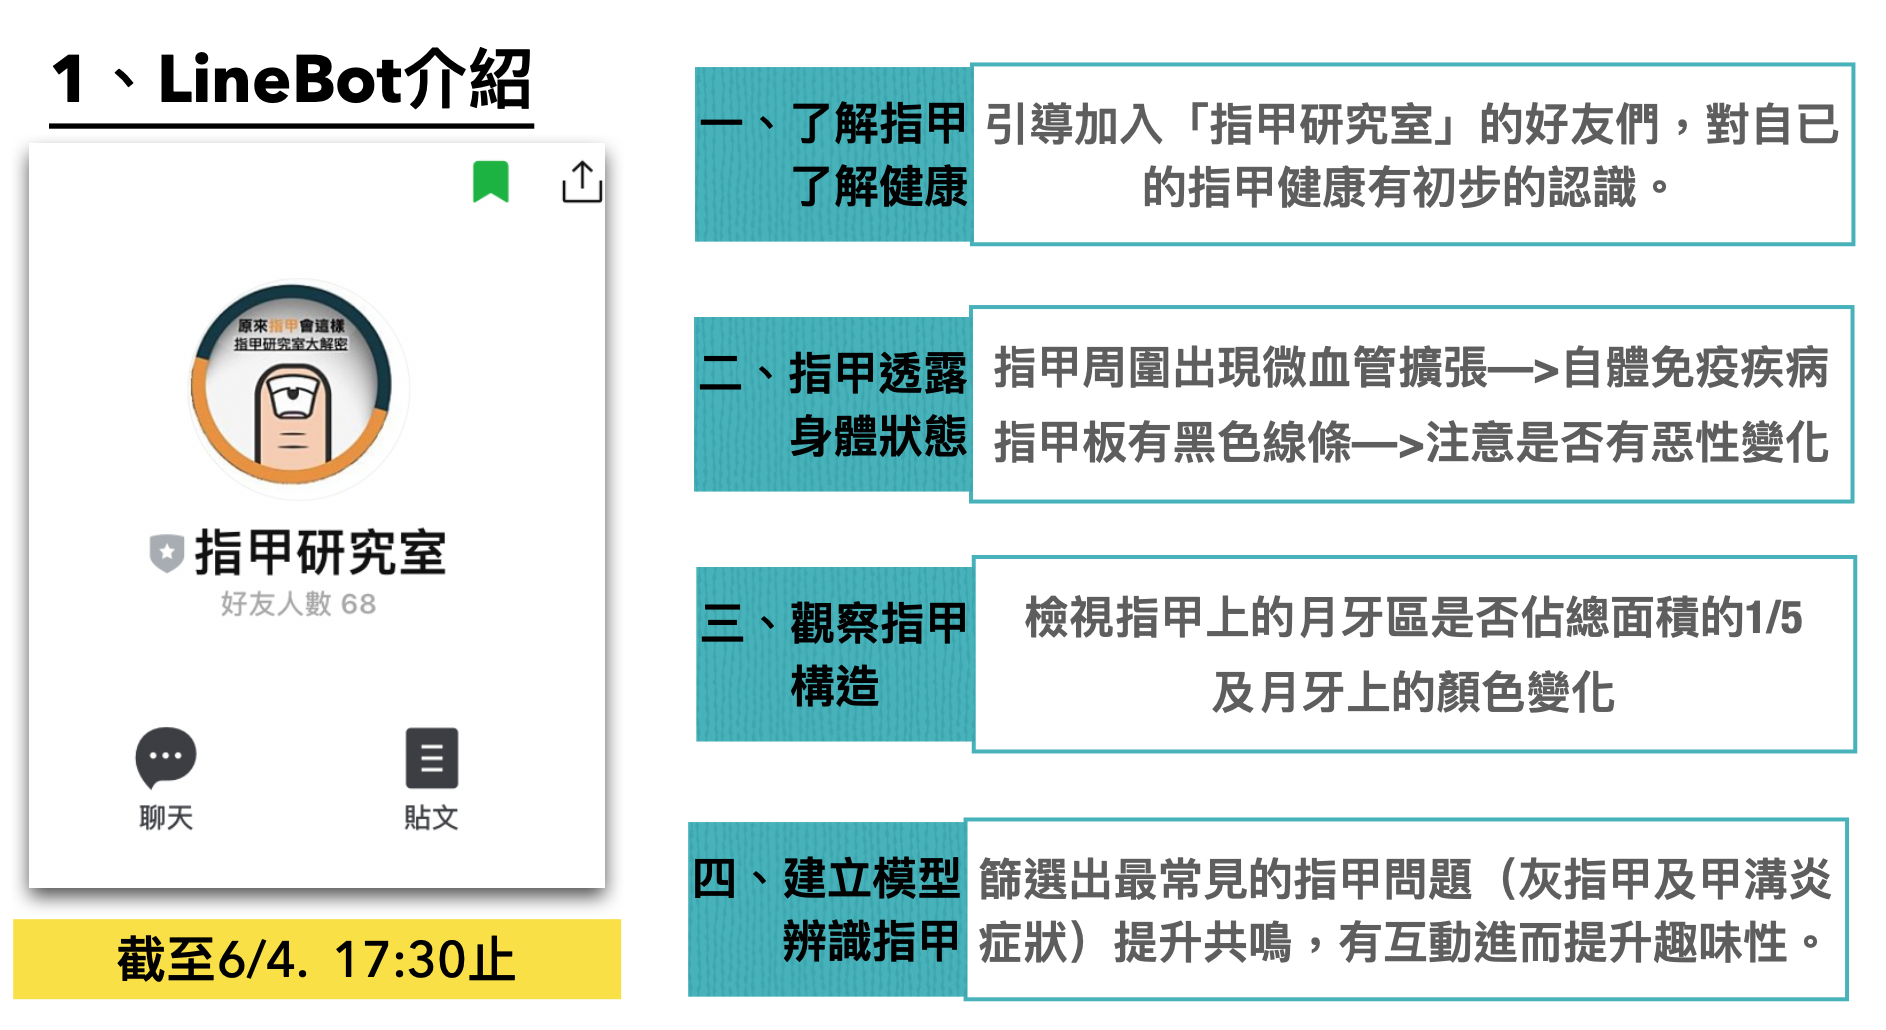 1、LineBot介紹
原來指甲會這樣
指甲研究室大解密
指甲研究室
好友人數 68
聊天
貼文
截至6/4. 17:30止
一、了解指甲
了解健康
引導加入「指甲研究室」的好友們，對自已
的指甲健康有初步的認識。
二、指甲透露
身體狀態
指甲周圍出現微血管擴張—>自體免疫疾病
指甲板有黑色線條—>注意是否有惡性變化
三、觀察指甲
構造
檢視指甲上的月牙區是否佔總面積的1/5
及月牙上的顏色變化
四、建立模型
辨識指甲
篩選出最常見的指甲問題（灰指甲及甲溝炎
症狀）提升共鳴，有互動進而提升趣味性。